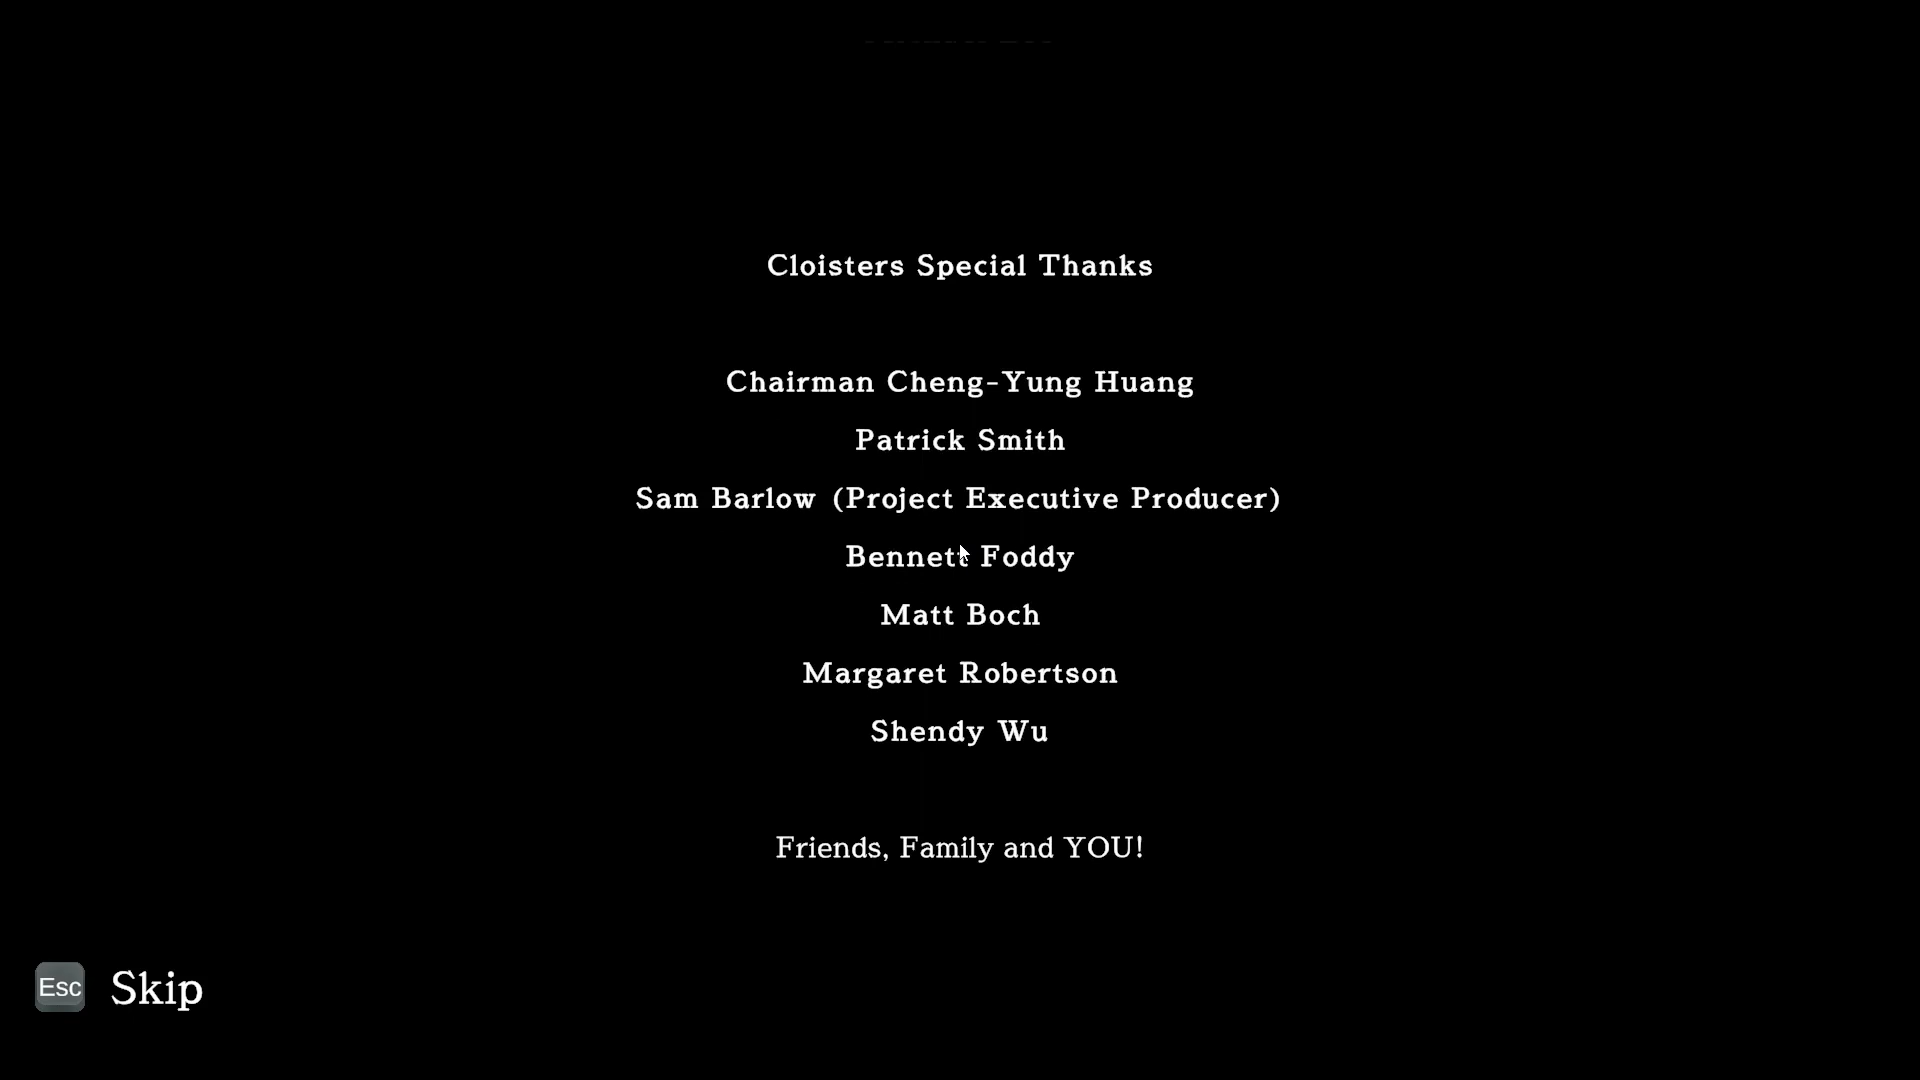 Cloisters Special Thanks
Chairman Cheng-Yung Huang
Patrick Smith
Sam Barlow (Project Executive Producer)
Bennett Foddy
Matt Boch
Margaret Robertson
Shendy Wu
Friends, Family and YOU!
Esc Skip